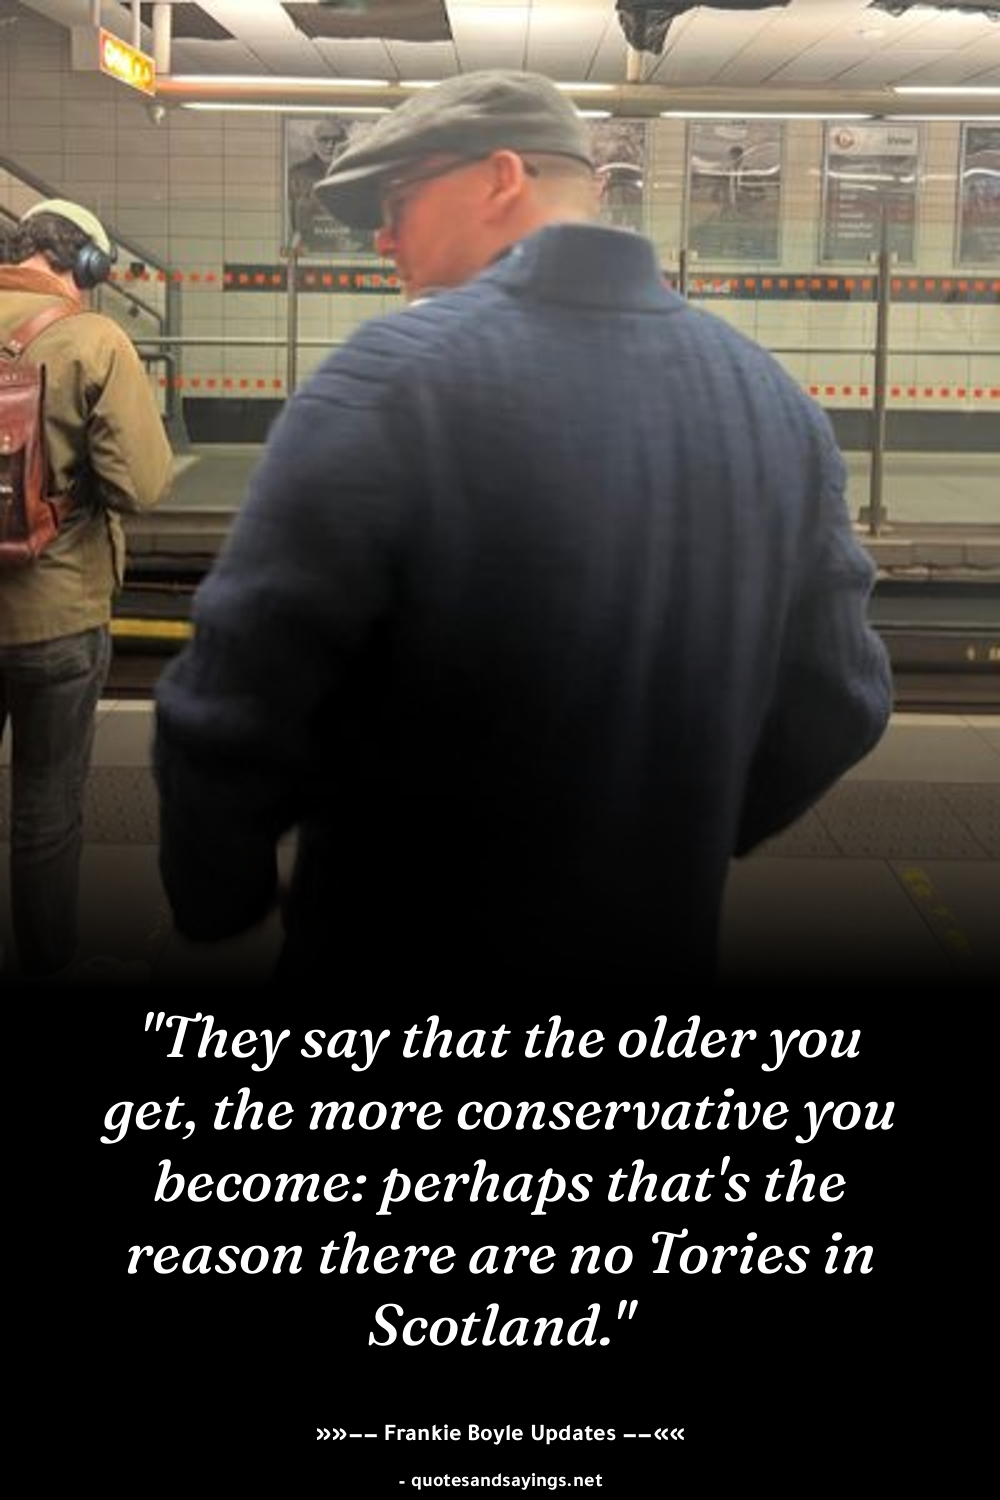 "They say that the older you
get, the more conservative you
become: perhaps that's the
reason there are no Tories in
Scotland."
»»−− Frankie Boyle Updates −−««
- quotesandsayings.net